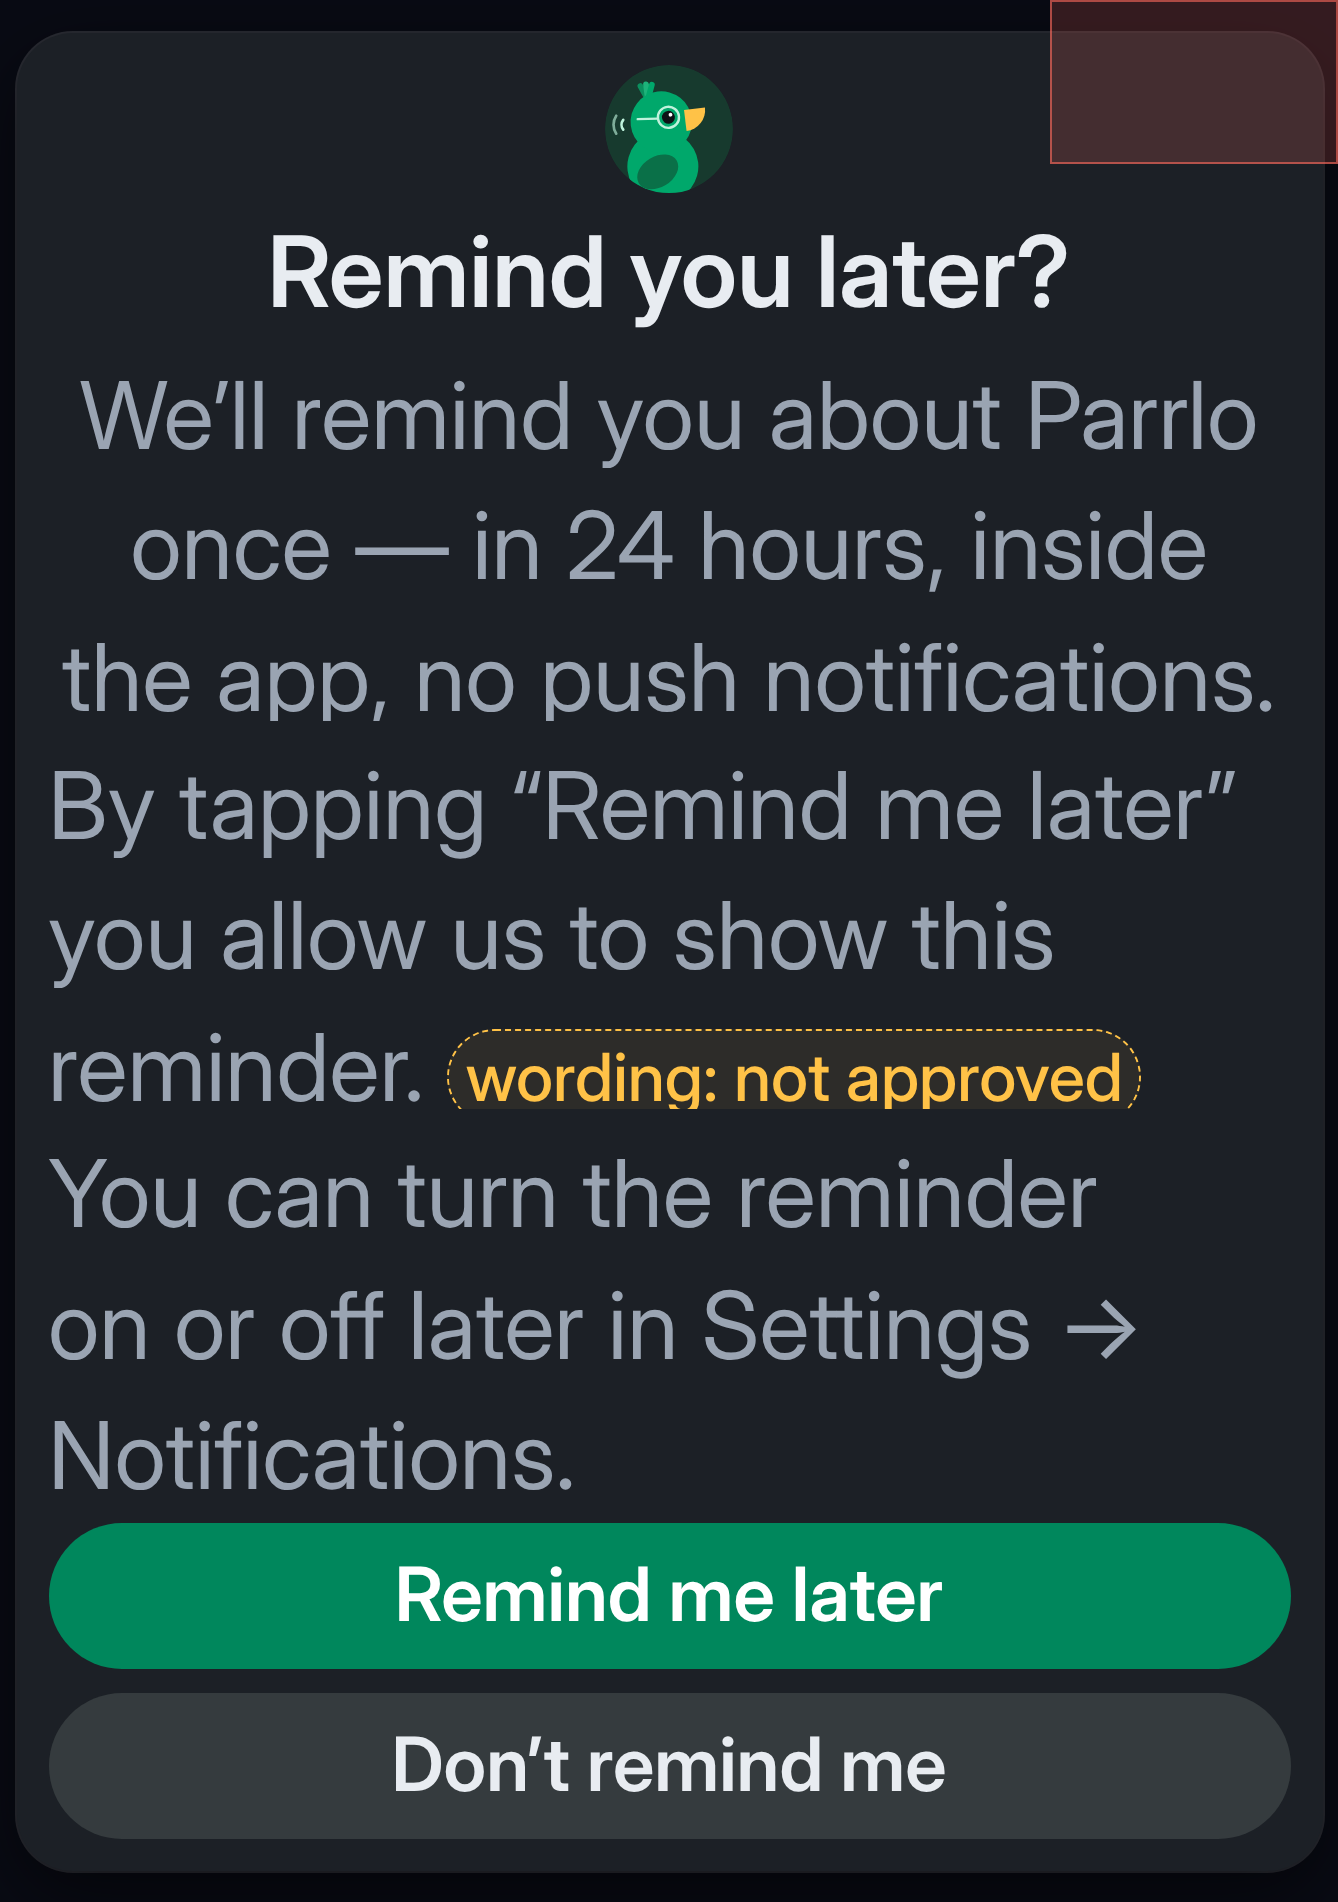 Remind you later?
We’ll remind you about Parrlo
once — in 24 hours, inside
the app, no push notifications.
By tapping “Remind me later”
you allow us to show this
reminder. wording: not approved
You can turn the reminder
on or off later in Settings →
Notifications.
Remind me later
Don’t remind me